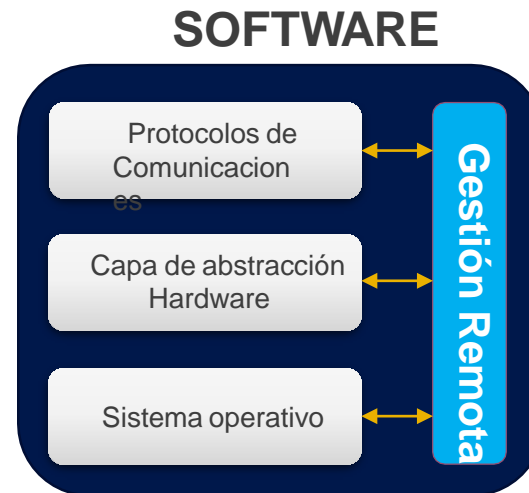 SOFTWARE
Protocolos de
Comunicacion
es
Capa de abstracción
Hardware
Sistema operativo
Gestión Remota